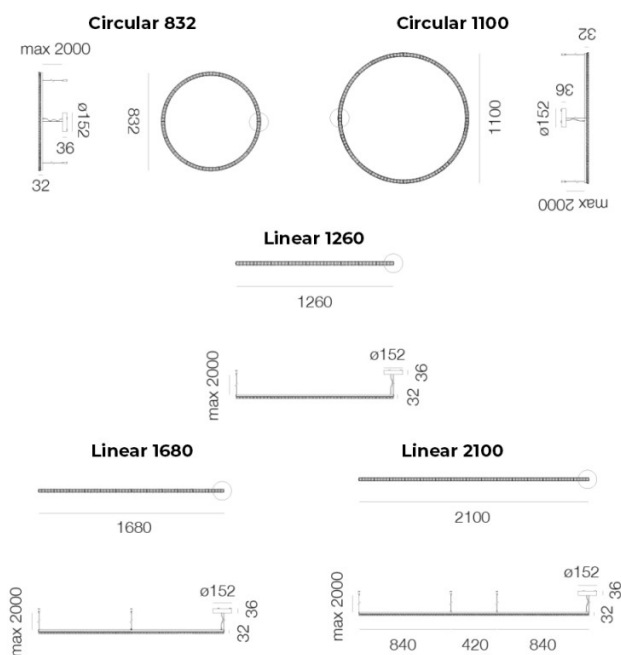 Circular 832
Circular 1100
max 2000
832
ø152
36
32
1100
32
36
ø152
max 2000
Linear 1260
1260
max 2000
ø152
36
32
Linear 1680
Linear 2100
1680
2100
max 2000
ø152
36
32
max 2000
ø152
36
32
840
420
840